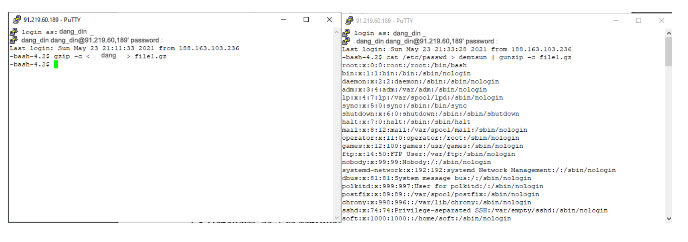 91.219.60.189 - PuTTY
login as: dang_din
dang_din dang_din@91.219.60.189' password :
Last login: Sun May 23 21:11:33 2021 from 188.163.103.236
-bash-4.2$ gzip -c < dang > file1.gz
-bash-4.2$
91.219.60.189 - PuTTY
login as: dang_din
dang_din dang_din@91.219.60.189' password :
Last login: Sun May 23 21:33:28 2021 from 188.163.103.236
-bash-4.2$ cat /etc/passwd > demtsun | gunzip -c file1.gz
root:x:0:0:root:/root:/bin/bash
bin:x:1:1:bin:/bin:/sbin/nologin
daemon:x:2:2:daemon:/sbin:/sbin/nologin
adm:x:3:4:adm:/var/adm:/sbin/nologin
lp:x:4:7:lp:/var/spool/lpd:/sbin/nologin
sync:x:5:0:sync:/sbin:/bin/sync
shutdown:x:6:0:shutdown:/sbin:/sbin/shutdown
halt:x:7:0:halt:/sbin:/sbin/halt
mail:x:8:12:mail:/var/spool/mail:/sbin/nologin
operator:x:11:0:operator:/root:/sbin/nologin
games:x:12:100:games:/usr/games:/sbin/nologin
ftp:x:14:50:FTP User:/var/ftp:/sbin/nologin
nobody:x:99:99:Nobody:/:/sbin/nologin
systemd-network:x:192:192:systemd Network Management:/:/sbin/nologin
dbus:x:81:81:System message bus:/:/sbin/nologin
polkitd:x:999:997:User for polkitd:/:/sbin/nologin
postfix:x:89:89::/var/spool/postfix:/sbin/nologin
chrony:x:998:996::/var/lib/chrony:/sbin/nologin
sshd:x:74:74:Privilege-separated SSH:/var/empty/sshd:/sbin/nologin
soft:x:1000:1000::/home/soft:/sbin/nologin